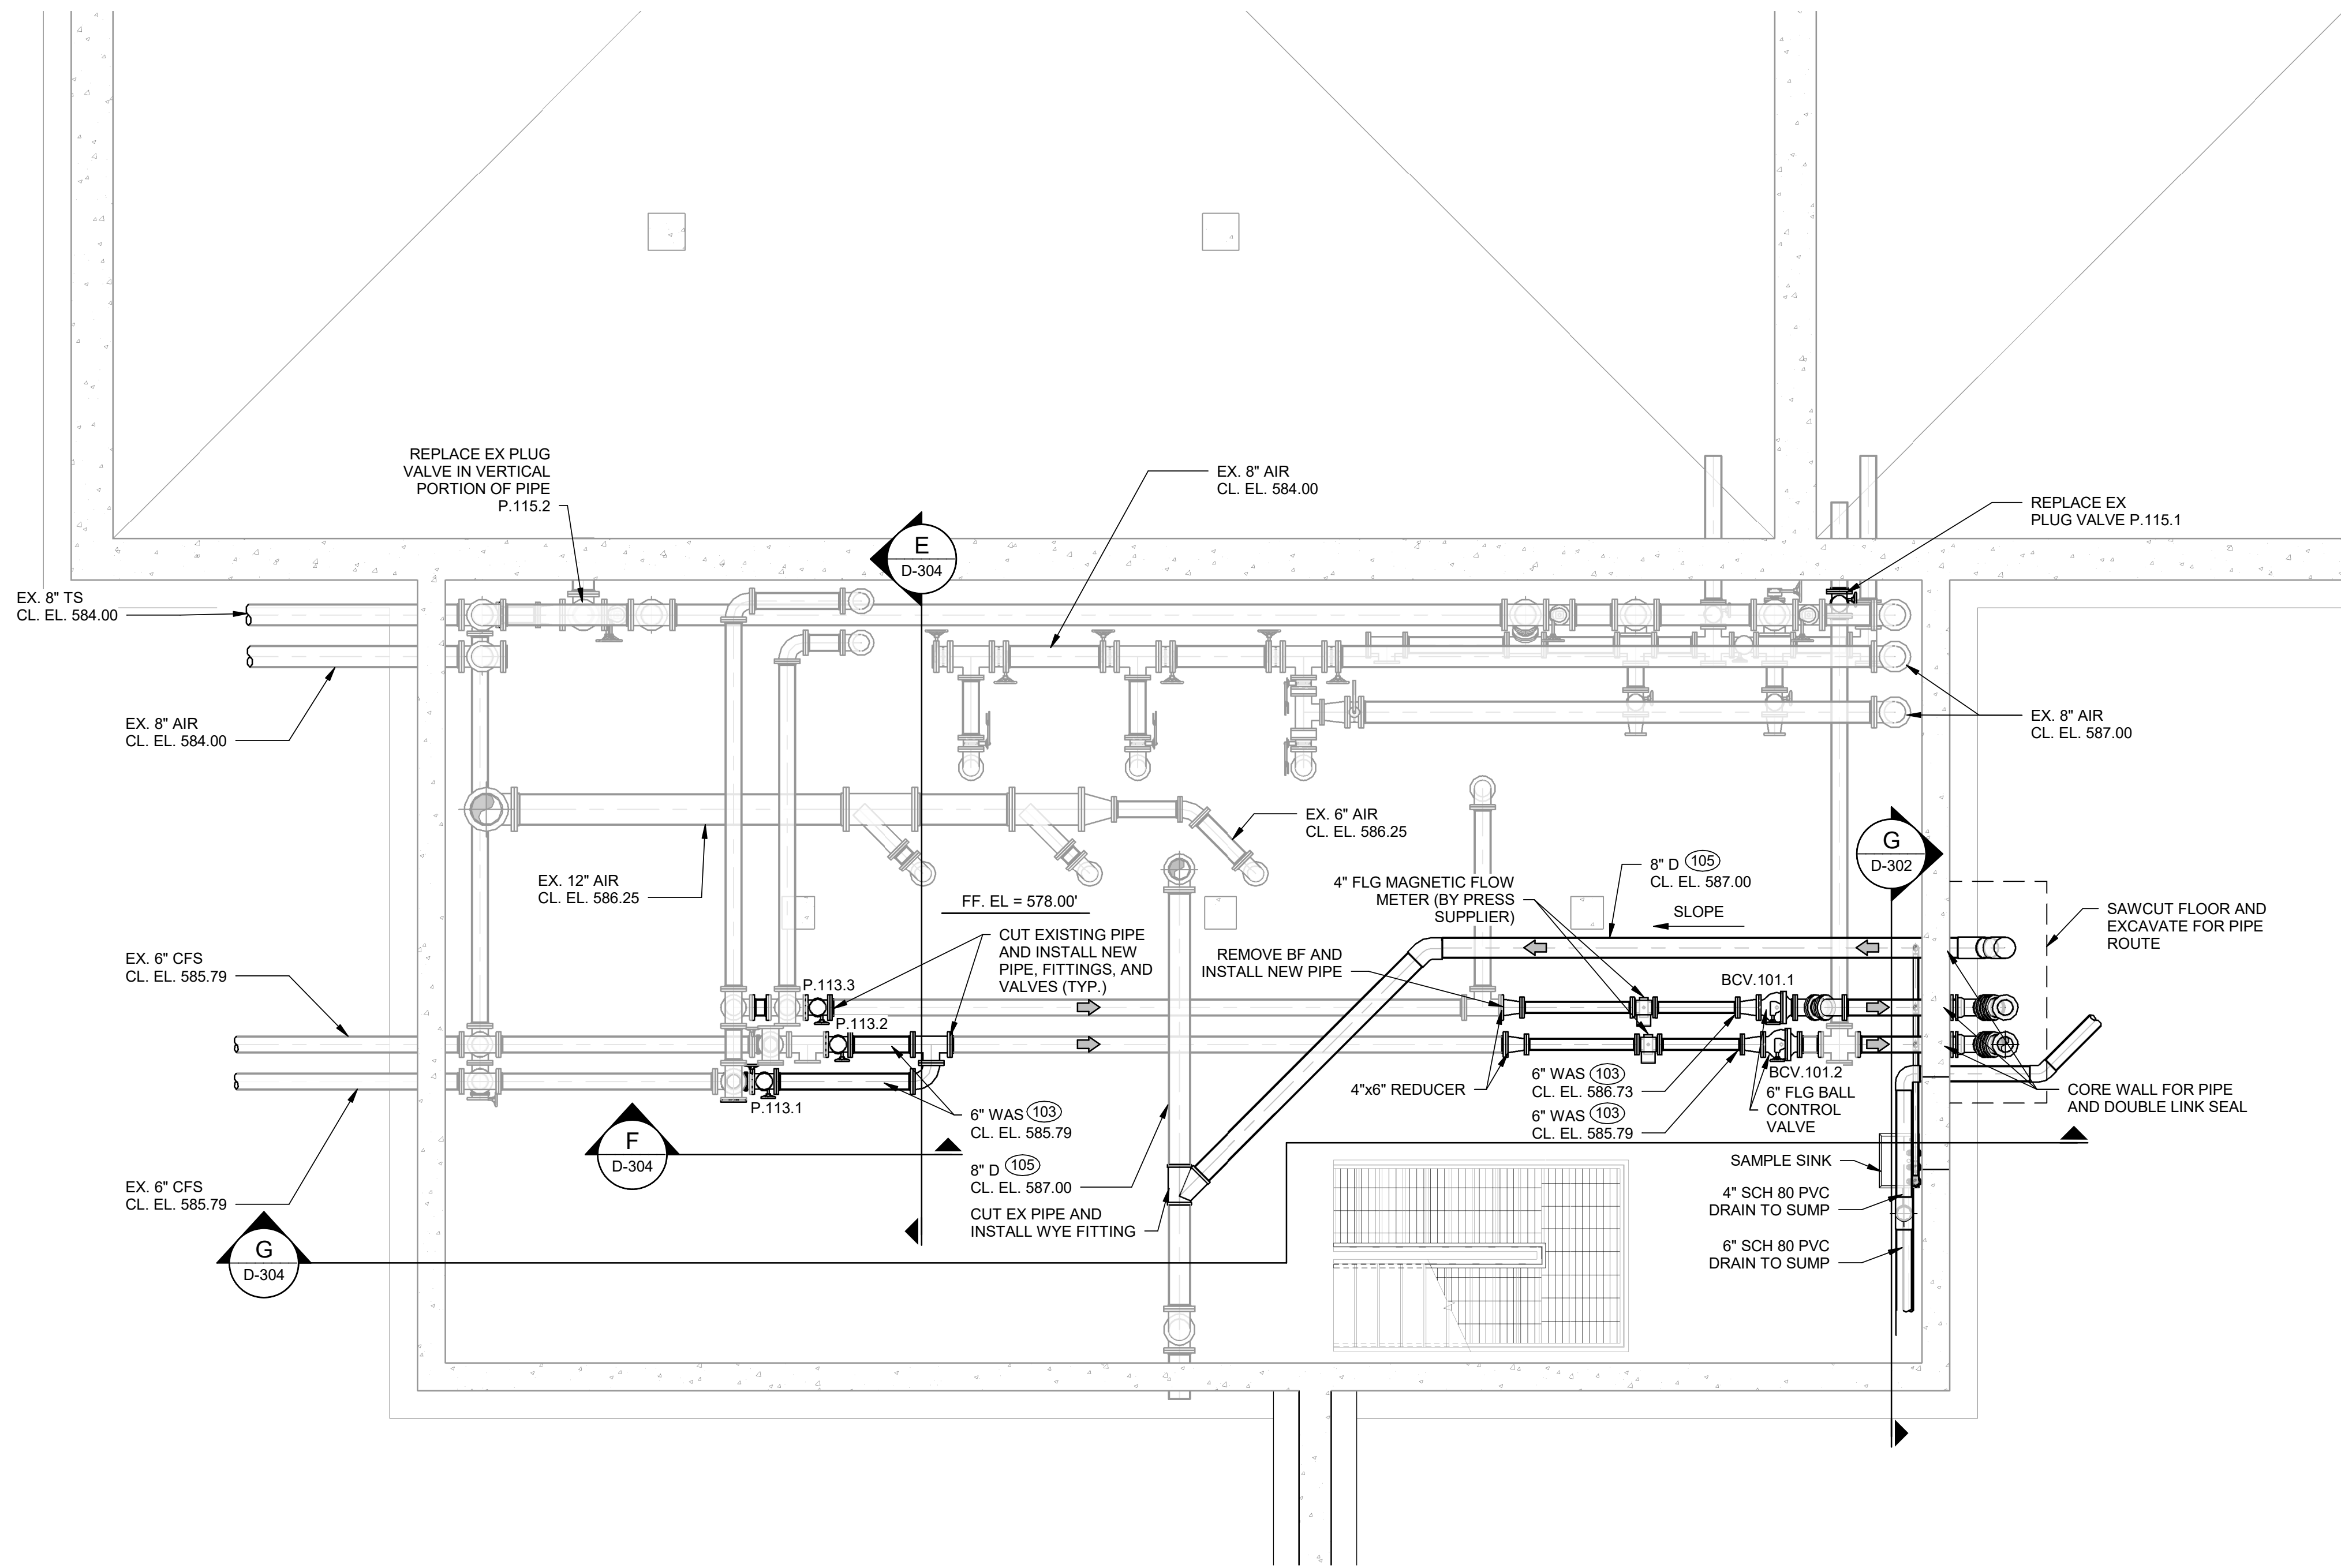 REPLACE EX PLUG
VALVE IN VERTICAL
PORTION OF PIPE
P.115.2
EX. 8" AIR
CL. EL. 584.00
REPLACE EX
PLUG VALVE P.115.1
E
D-304
EX. 8" TS
CL. EL. 584.00
EX. 8" AIR
CL. EL. 584.00
EX. 8" AIR
CL. EL. 587.00
EX. 6" AIR
CL. EL. 586.25
EX. 12" AIR
CL. EL. 586.25
G
D-302
8" D 105
CL. EL. 587.00
4" FLG MAGNETIC FLOW
METER (BY PRESS
SUPPLIER)
FF. EL = 578.00'
SLOPE
SAWCUT FLOOR AND
EXCAVATE FOR PIPE
ROUTE
CUT EXISTING PIPE
AND INSTALL NEW
PIPE, FITTINGS, AND
VALVES (TYP.)
REMOVE BF AND
INSTALL NEW PIPE
EX. 6" CFS
CL. EL. 585.79
P.113.3
BCV.101.1
P.113.2
4"x6" REDUCER
6" WAS 103
CL. EL. 586.73
6" WAS 103
CL. EL. 585.79
BCV.101.2
6" FLG BALL
CONTROL
VALVE
CORE WALL FOR PIPE
AND DOUBLE LINK SEAL
P.113.1
6" WAS 103
CL. EL. 585.79
F
D-304
8" D 105
CL. EL. 587.00
CUT EX PIPE AND
INSTALL WYE FITTING
SAMPLE SINK
4" SCH 80 PVC
DRAIN TO SUMP
6" SCH 80 PVC
DRAIN TO SUMP
EX. 6" CFS
CL. EL. 585.79
G
D-304